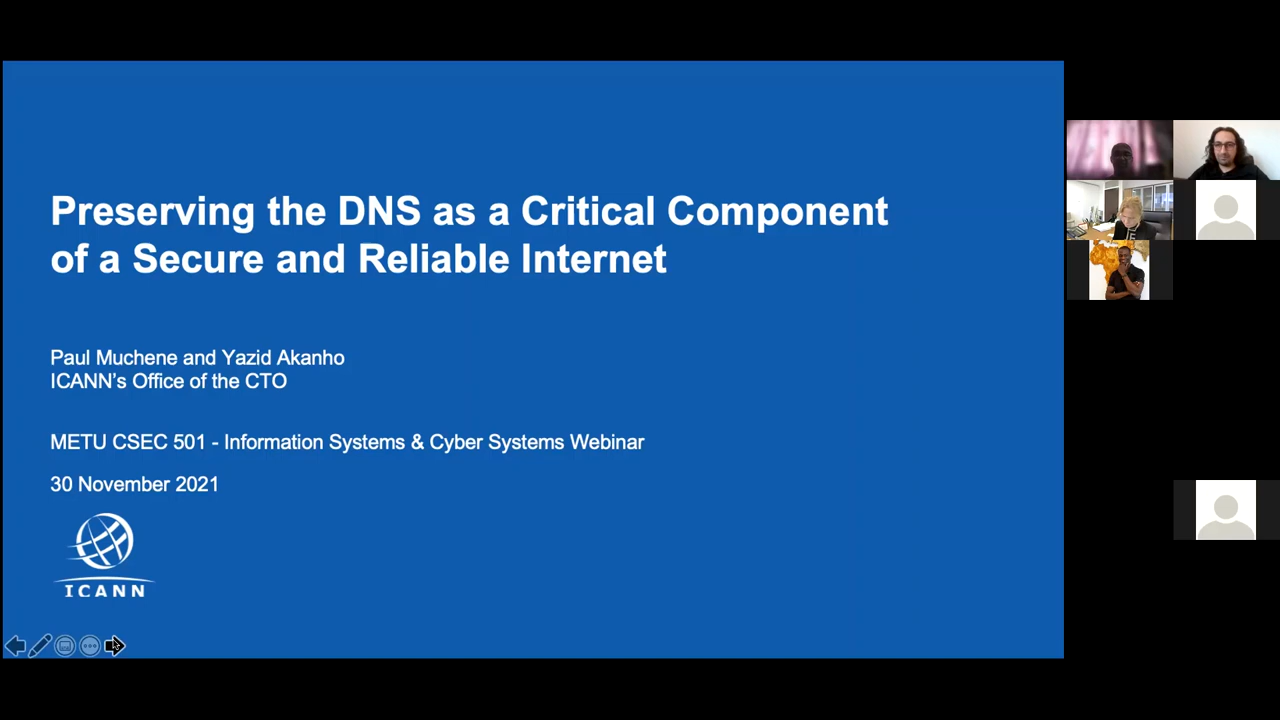 Preserving the DNS as a Critical Component
of a Secure and Reliable Internet
Paul Muchene and Yazid Akanho
ICANN’s Office of the CTO
METU CSEC 501 - Information Systems & Cyber Systems Webinar
30 November 2021
ICANN